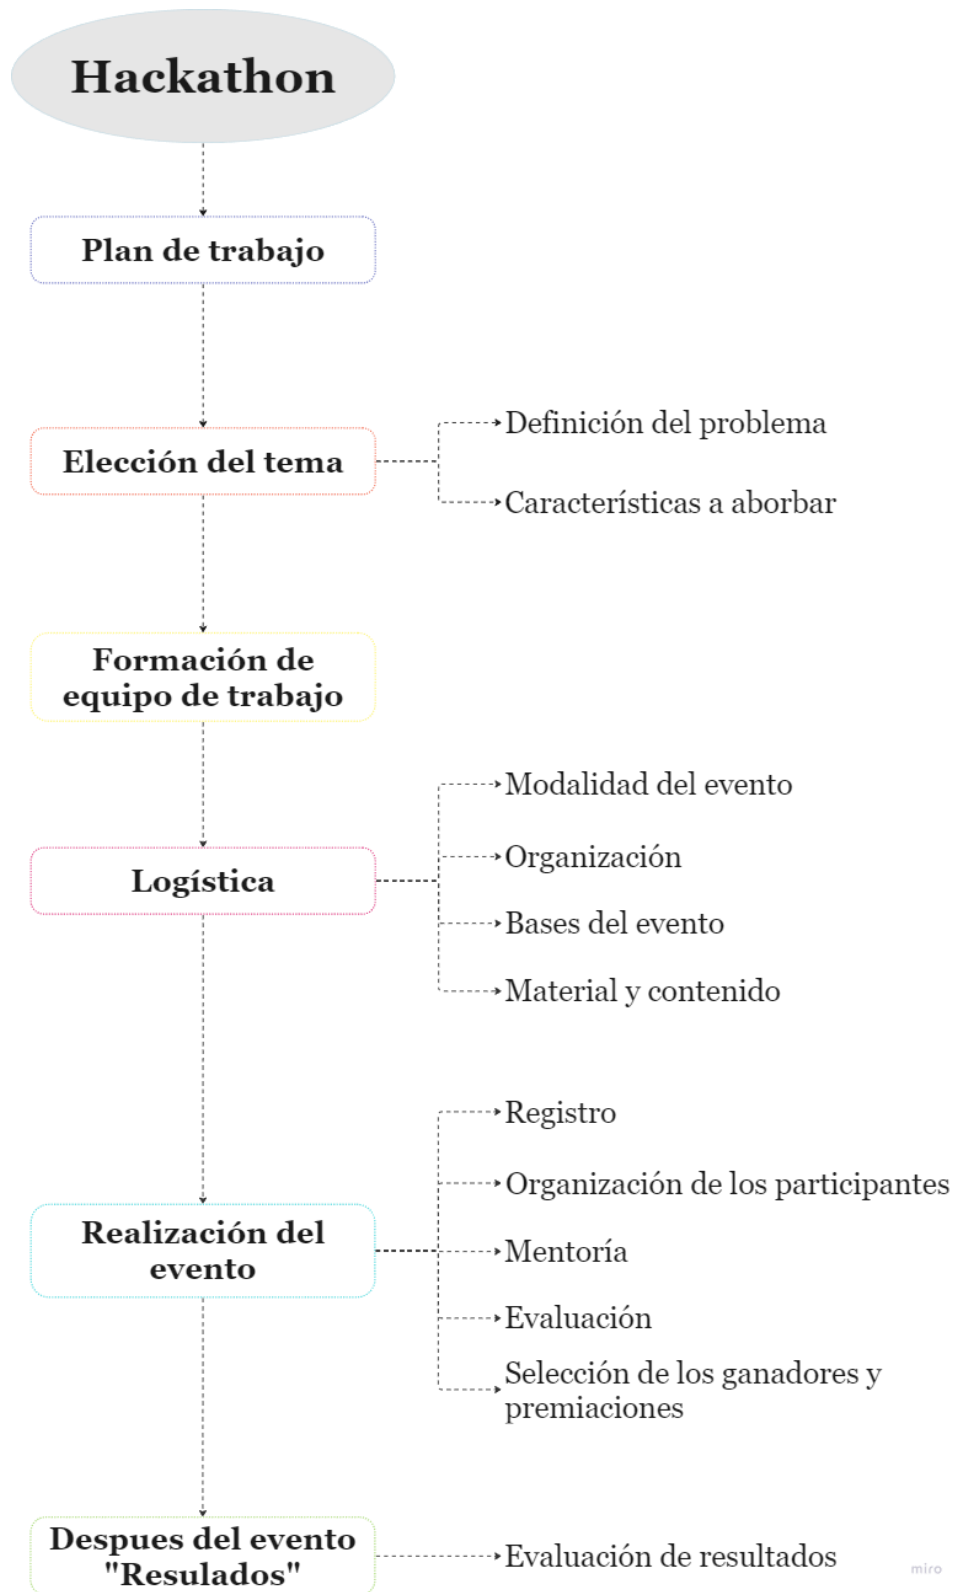 Hackathon
Plan de trabajo
Elección del tema
Definición del problema
Característícas a aborbar
Formación de
equipo de trabajo
Logística
Modalidad del evento
Organización
Bases del evento
Material y contenido
Realización del
evento
Registro
Organización de los participantes
Mentoría
Evaluación
Selección de los ganadores y
premiaciones
Despues del evento
"Resulados"
Evaluación de resultados
miro